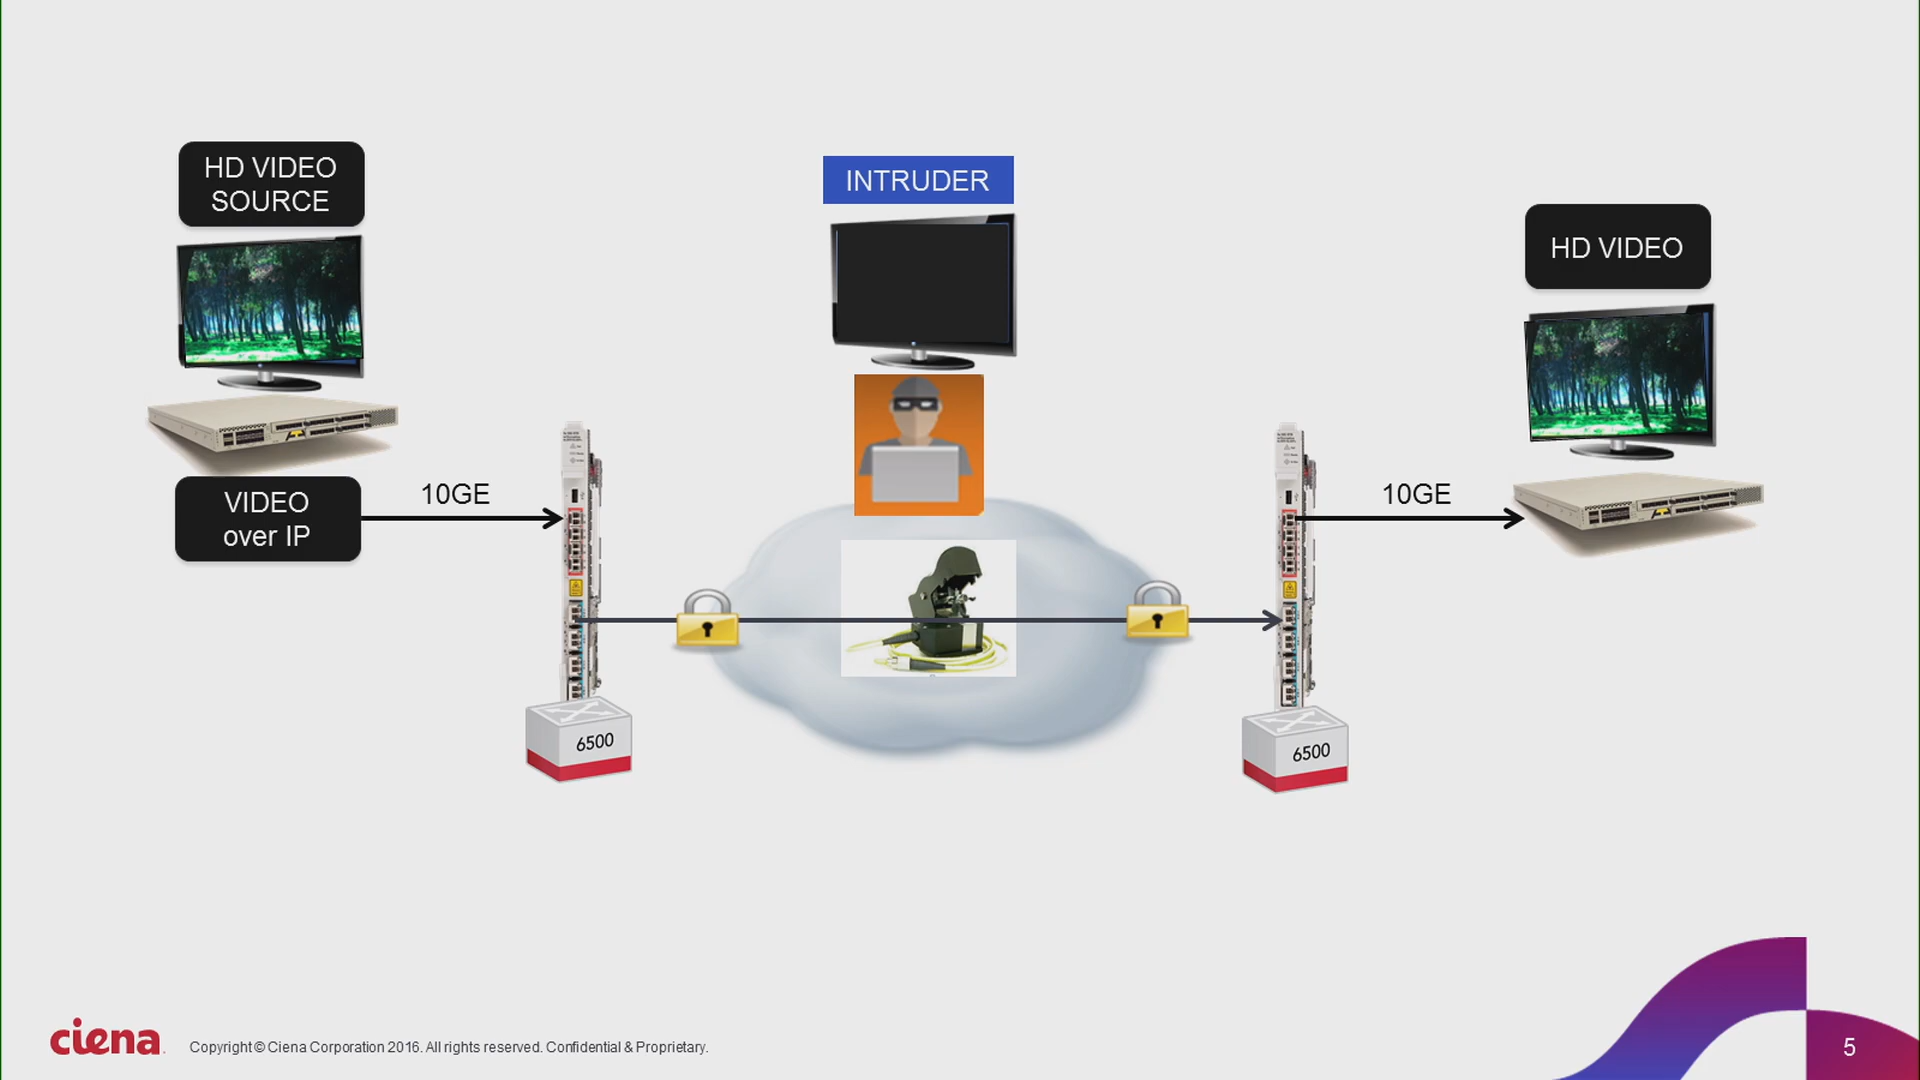 HD VIDEO
SOURCE
INTRUDER
HD VIDEO
VIDEO
over IP
10GE
10GE
6500
6500
ciena
Copyright © Ciena Corporation 2016. All rights reserved. Confidential & Proprietary.
5